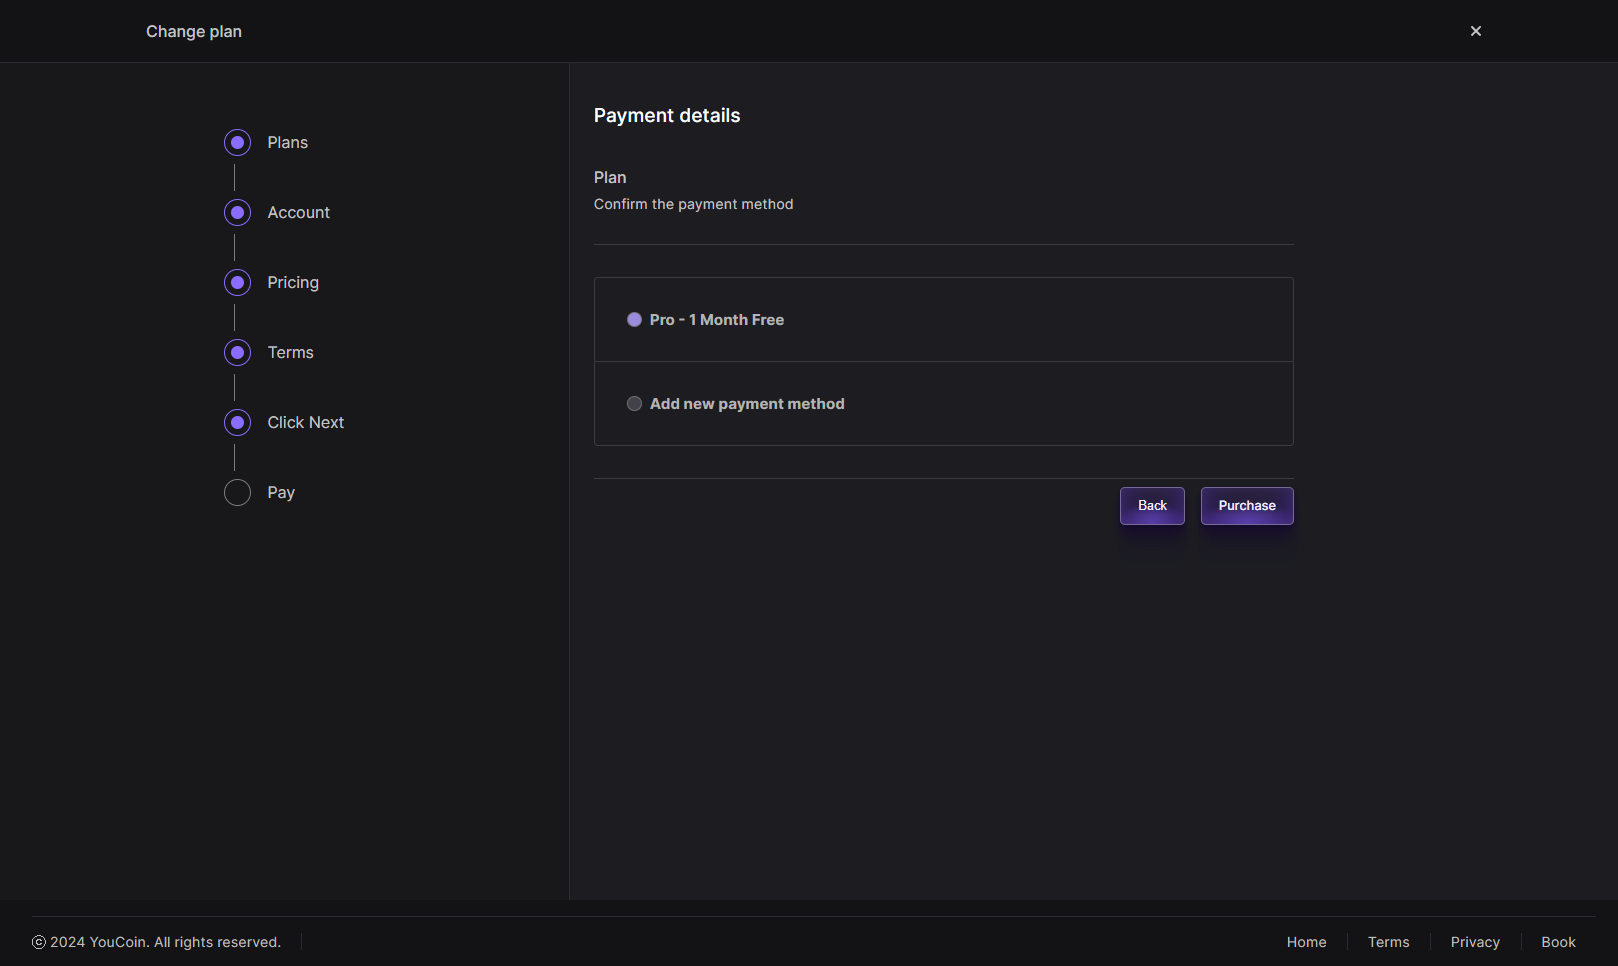 Change plan
Plans
Account
Pricing
Terms
Click Next
Pay
Payment details
Plan
Confirm the payment method
Pro - 1 Month Free
Add new payment method
Back
Purchase
© 2024 YouCoin. All rights reserved.
Home
Terms
Privacy
Book